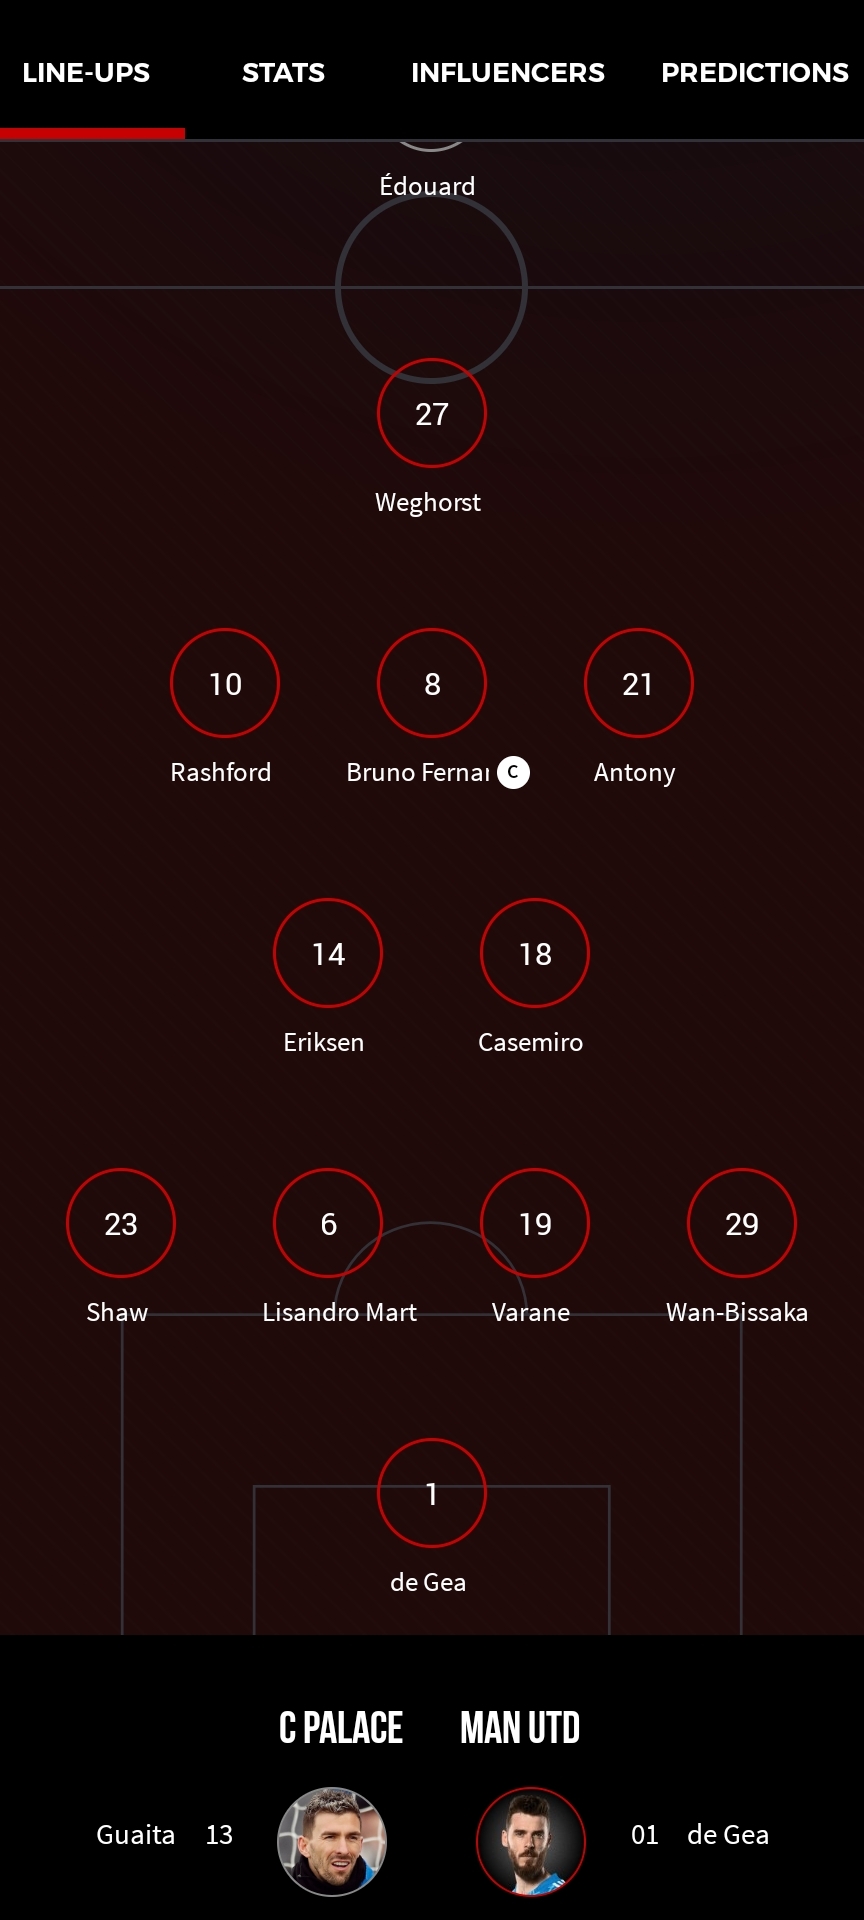 LINE-UPS STATS INFLUENCERS PREDICTIONS
Édouard
27
Weghorst
10 8 21
Rashford Bruno Fernar C Antony
14 18
Eriksen Casemiro
23 6 19 29
Shaw Lisandro Mart Varane Wan-Bissaka
1
de Gea
C PALACE MAN UTD
Guaita 13 01 de Gea